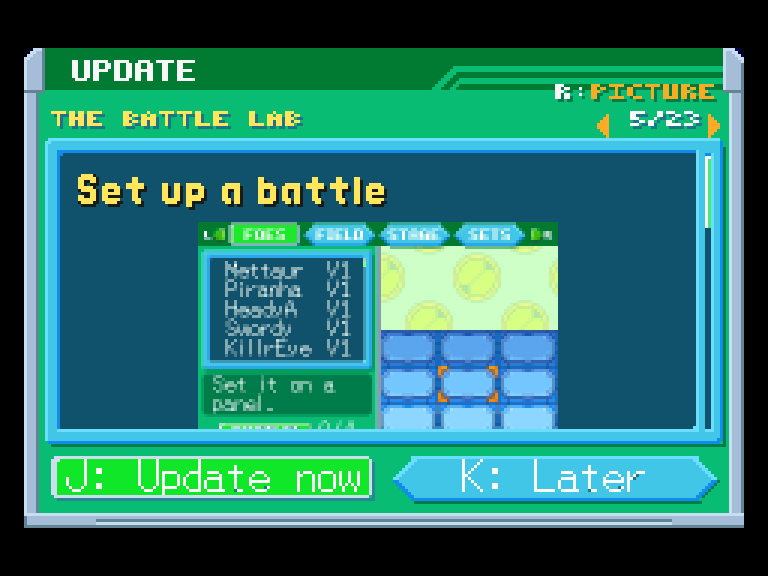 UPDATE
R:PICTURE
THE BATTLE LAB
5/23
Set up a battle
L FOES FIELD STAGE SETS R
Mettaur V1
Piranha V1
HeadyA V1
Swordy V1
KillrEye V1
Set it on a
panel.
J: Update now
K: Later